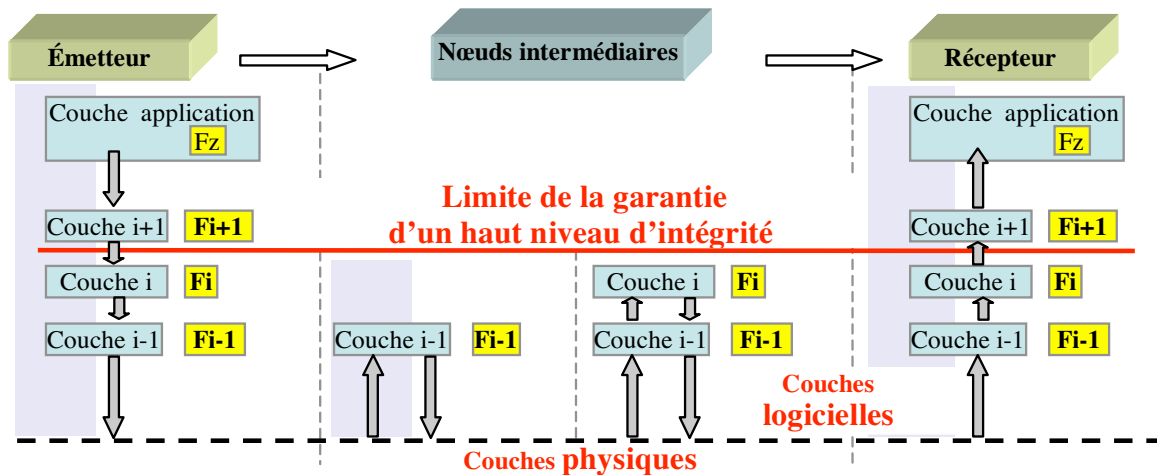 Émetteur
Nœuds intermédiaires
Récepteur
Couche application
Fz
Couche application
Fz
Limite de la garantie
d'un haut niveau d'intégrité
Couche i+1
Fi+1
Couche i+1
Fi+1
Couche i
Fi
Couche i
Fi
Couche i
Fi
Couche i-1
Fi-1
Couche i-1
Fi-1
Couche i-1
Fi-1
Couche i-1
Fi-1
Couches
logicielles
Couches physiques